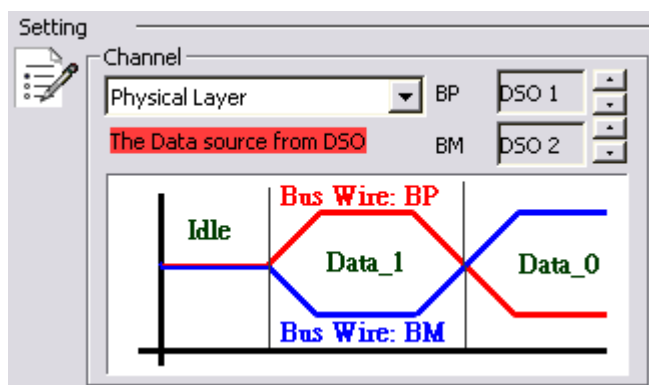 Setting
Channel
Physical Layer
BP
DSO 1
The Data source from DSO
BM
DSO 2
Bus Wire: BP
Idle
Data_1
Data_0
Bus Wire: BM